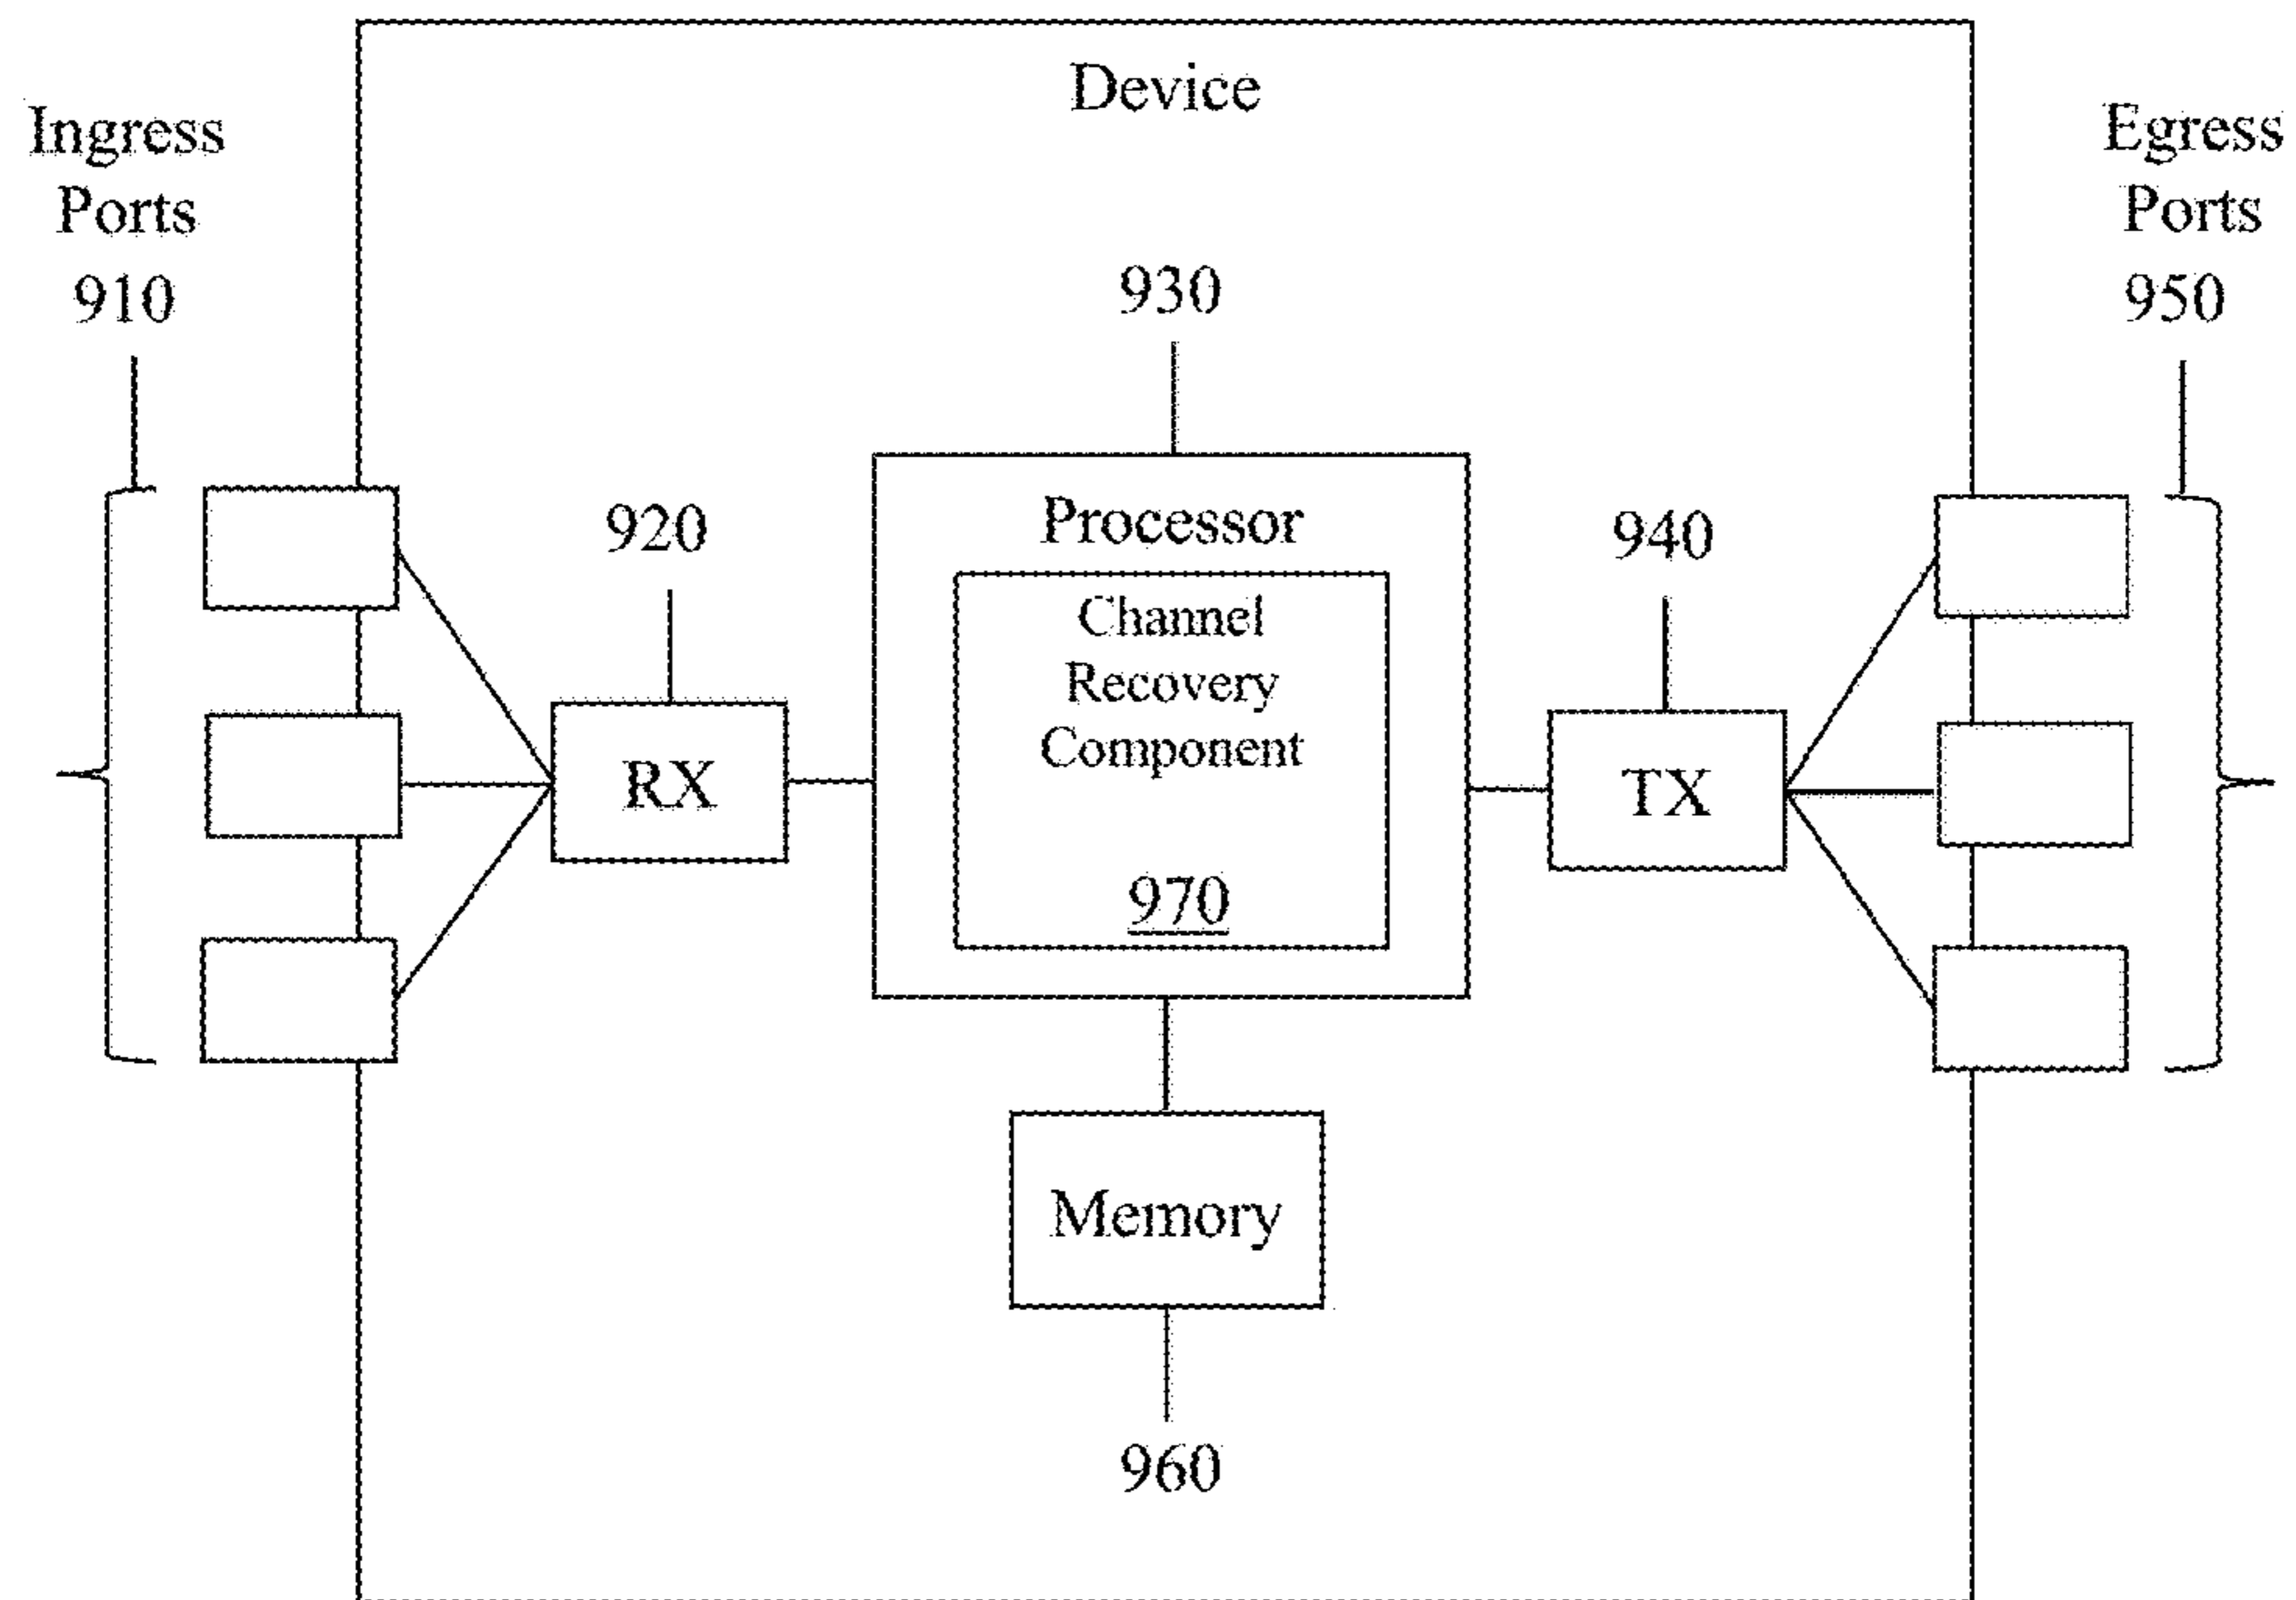 Device
Ingress
Ports
910
Egress
Ports
950
930
920
Processor
940
Channel
Recovery
Component
RX
TX
970
Memory
960